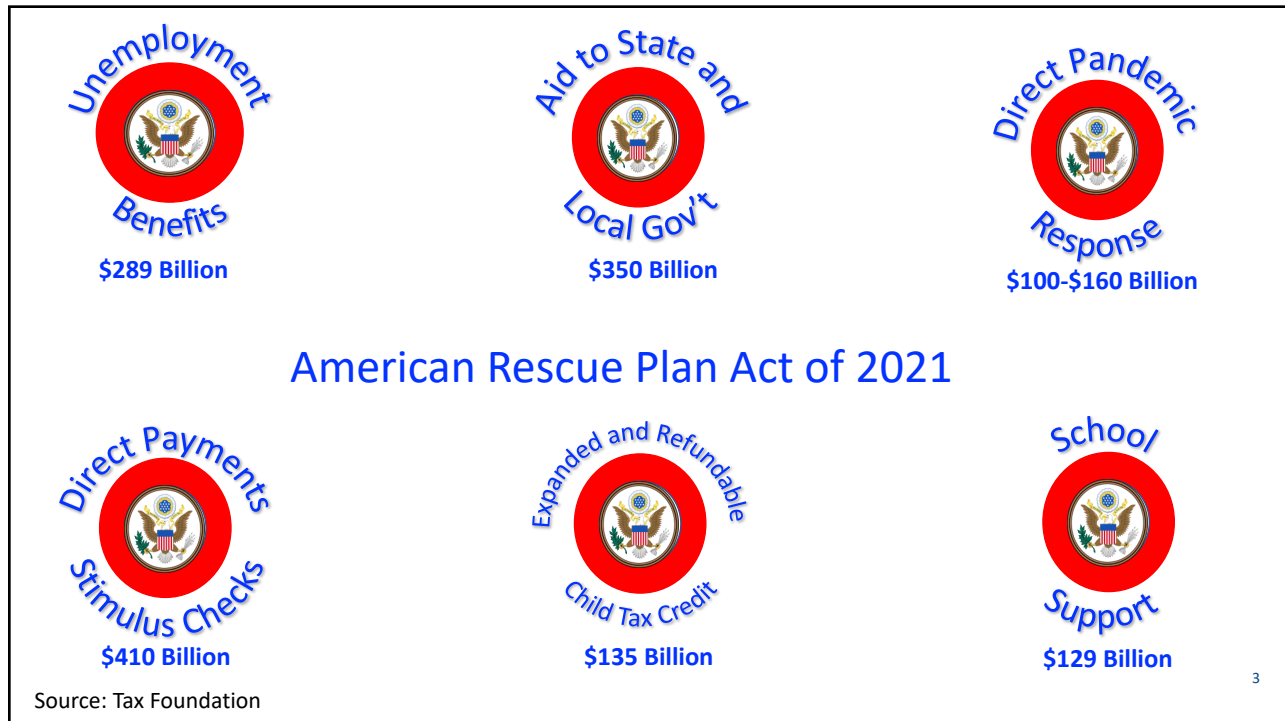 Unemployment
Benefits
$289 Billion
Aid to State and
Local Gov't
$350 Billion
Direct Pandemic
Response
$100-$160 Billion
American Rescue Plan Act of 2021
Direct Payments
Stimulus Checks
$410 Billion
Expanded and Refundable
Child Tax Credit
$135 Billion
School
Support
$129 Billion
Source: Tax Foundation
3